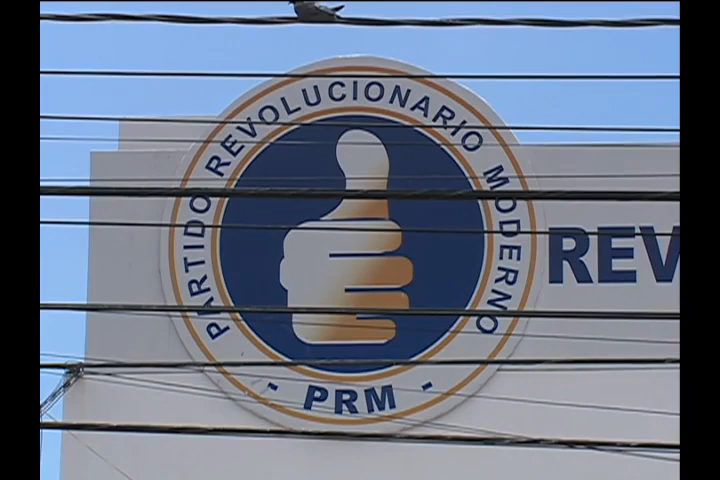 PARTIDO REVOLUCIONARIO MODERNO
- PRM -
REV